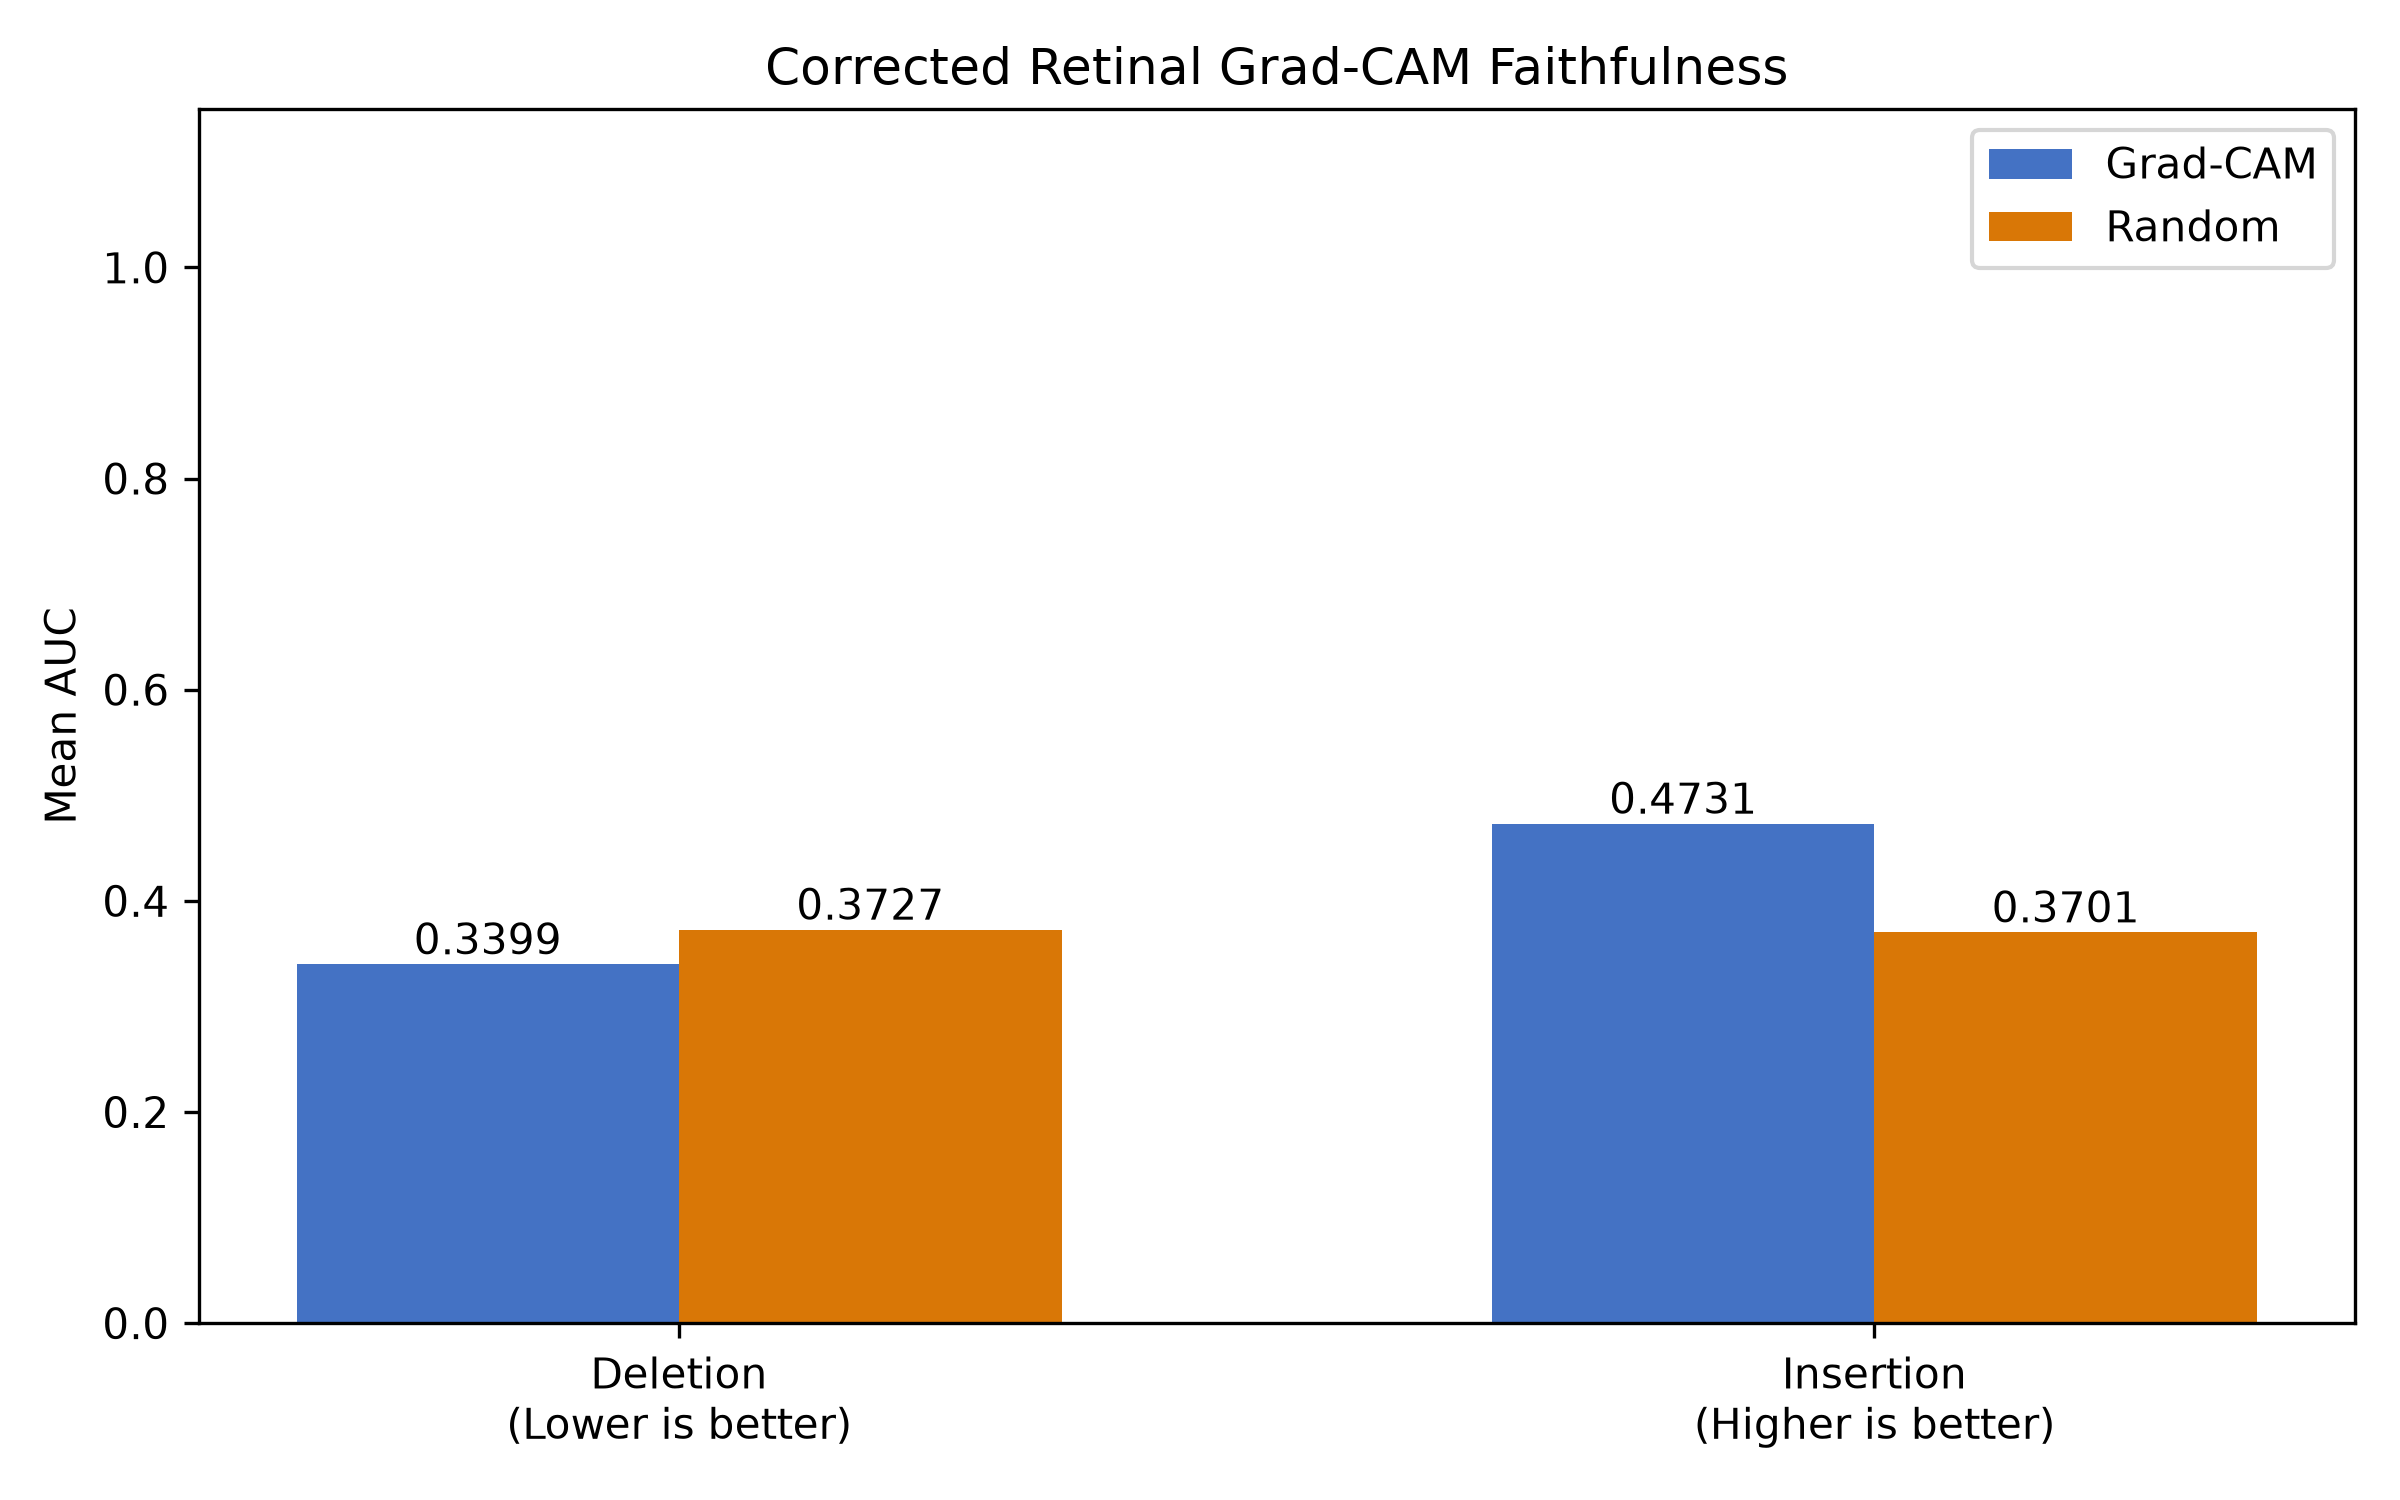 Corrected Retinal Grad-CAM Faithfulness
Grad-CAM
Random
Mean AUC
1.0
0.8
0.6
0.4
0.2
0.0
0.3399
0.3727
0.4731
0.3701
Deletion
(Lower is better)
Insertion
(Higher is better)